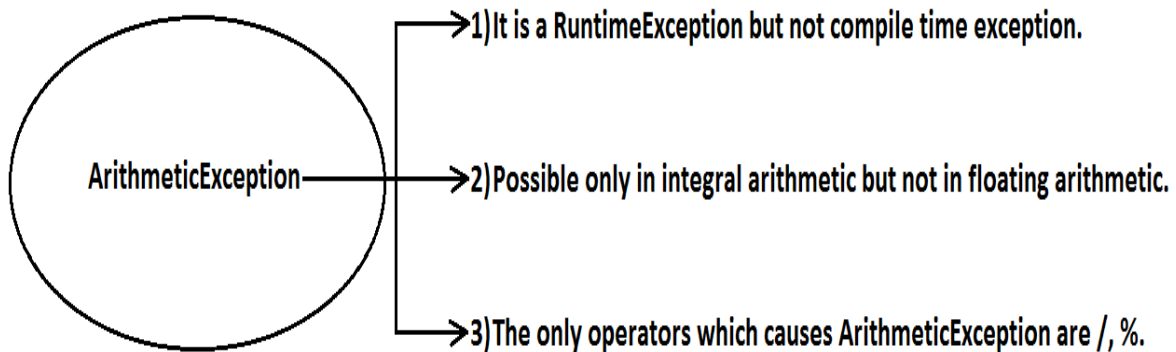 1)It is a RuntimeException but not compile time exception.
ArithmeticException
2)Possible only in integral arithmetic but not in floating arithmetic.
3)The only operators which causes ArithmeticException are /, %.